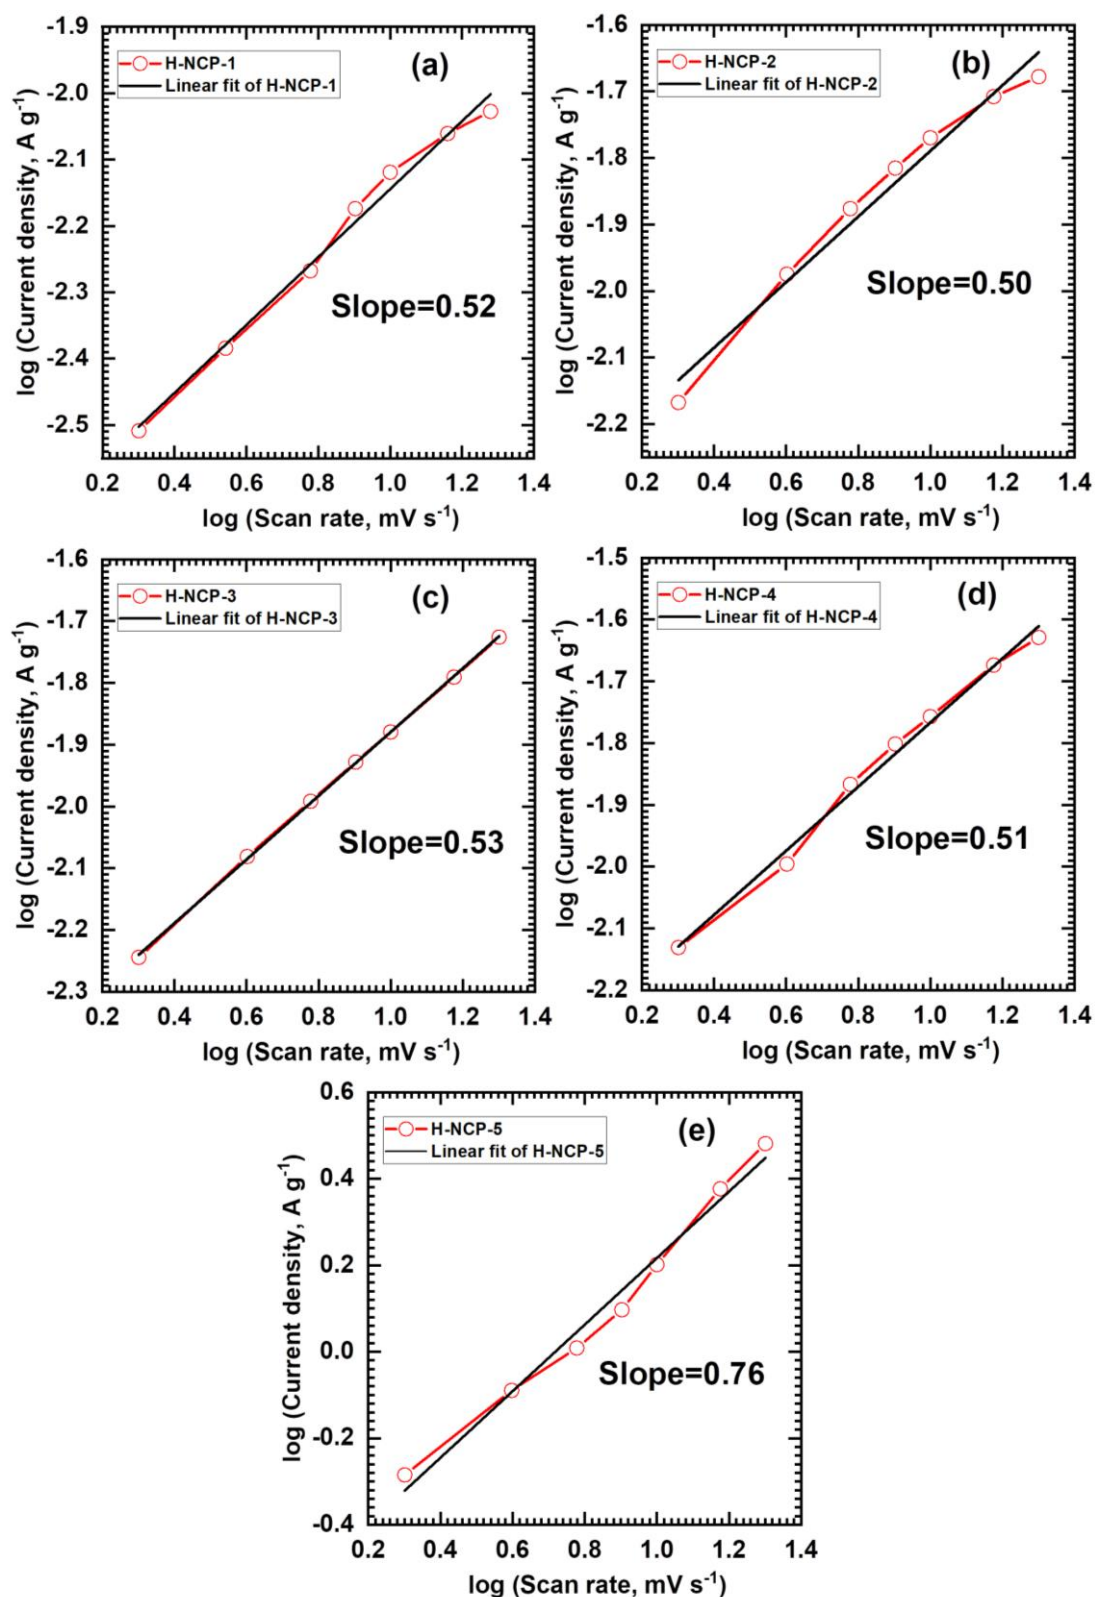 H-NCP-1
Linear fit of H-NCP-1
(a)
Slope=0.52
log (Current density, A g⁻¹)
-1.9
-2.0
-2.1
-2.2
-2.3
-2.4
-2.5
0.2 0.4 0.6 0.8 1.0 1.2 1.4
log (Scan rate, mV s⁻¹)
H-NCP-2
Linear fit of H-NCP-2
(b)
Slope=0.50
log (Current density, A g⁻¹)
-1.6
-1.7
-1.8
-1.9
-2.0
-2.1
-2.2
0.2 0.4 0.6 0.8 1.0 1.2 1.4
log (Scan rate, mV s⁻¹)
H-NCP-3
Linear fit of H-NCP-3
(c)
Slope=0.53
log (Current density, A g⁻¹)
-1.6
-1.7
-1.8
-1.9
-2.0
-2.1
-2.2
-2.3
0.2 0.4 0.6 0.8 1.0 1.2 1.4
log (Scan rate, mV s⁻¹)
H-NCP-4
Linear fit of H-NCP-4
(d)
Slope=0.51
log (Current density, A g⁻¹)
-1.5
-1.6
-1.7
-1.8
-1.9
-2.0
-2.1
-2.2
0.2 0.4 0.6 0.8 1.0 1.2 1.4
log (Scan rate, mV s⁻¹)
H-NCP-5
Linear fit of H-NCP-5
(e)
Slope=0.76
log (Current density, A g⁻¹)
0.6
0.4
0.2
0.0
-0.2
-0.4
0.2 0.4 0.6 0.8 1.0 1.2 1.4
log (Scan rate, mV s⁻¹)